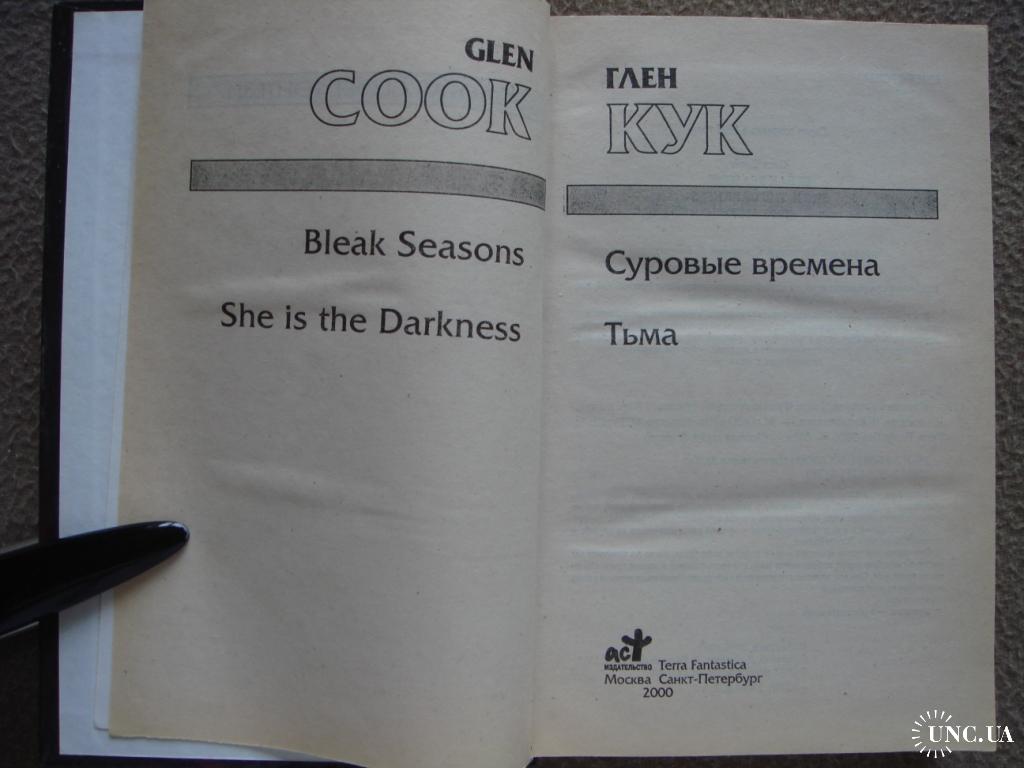 GLEN
COOK
Bleak Seasons
She is the Darkness
ГЛЕН
КУК
Суровые времена
Тьма
аст
издательство Terra Fantastica
Москва Санкт-Петербург
2000
UNC.UA